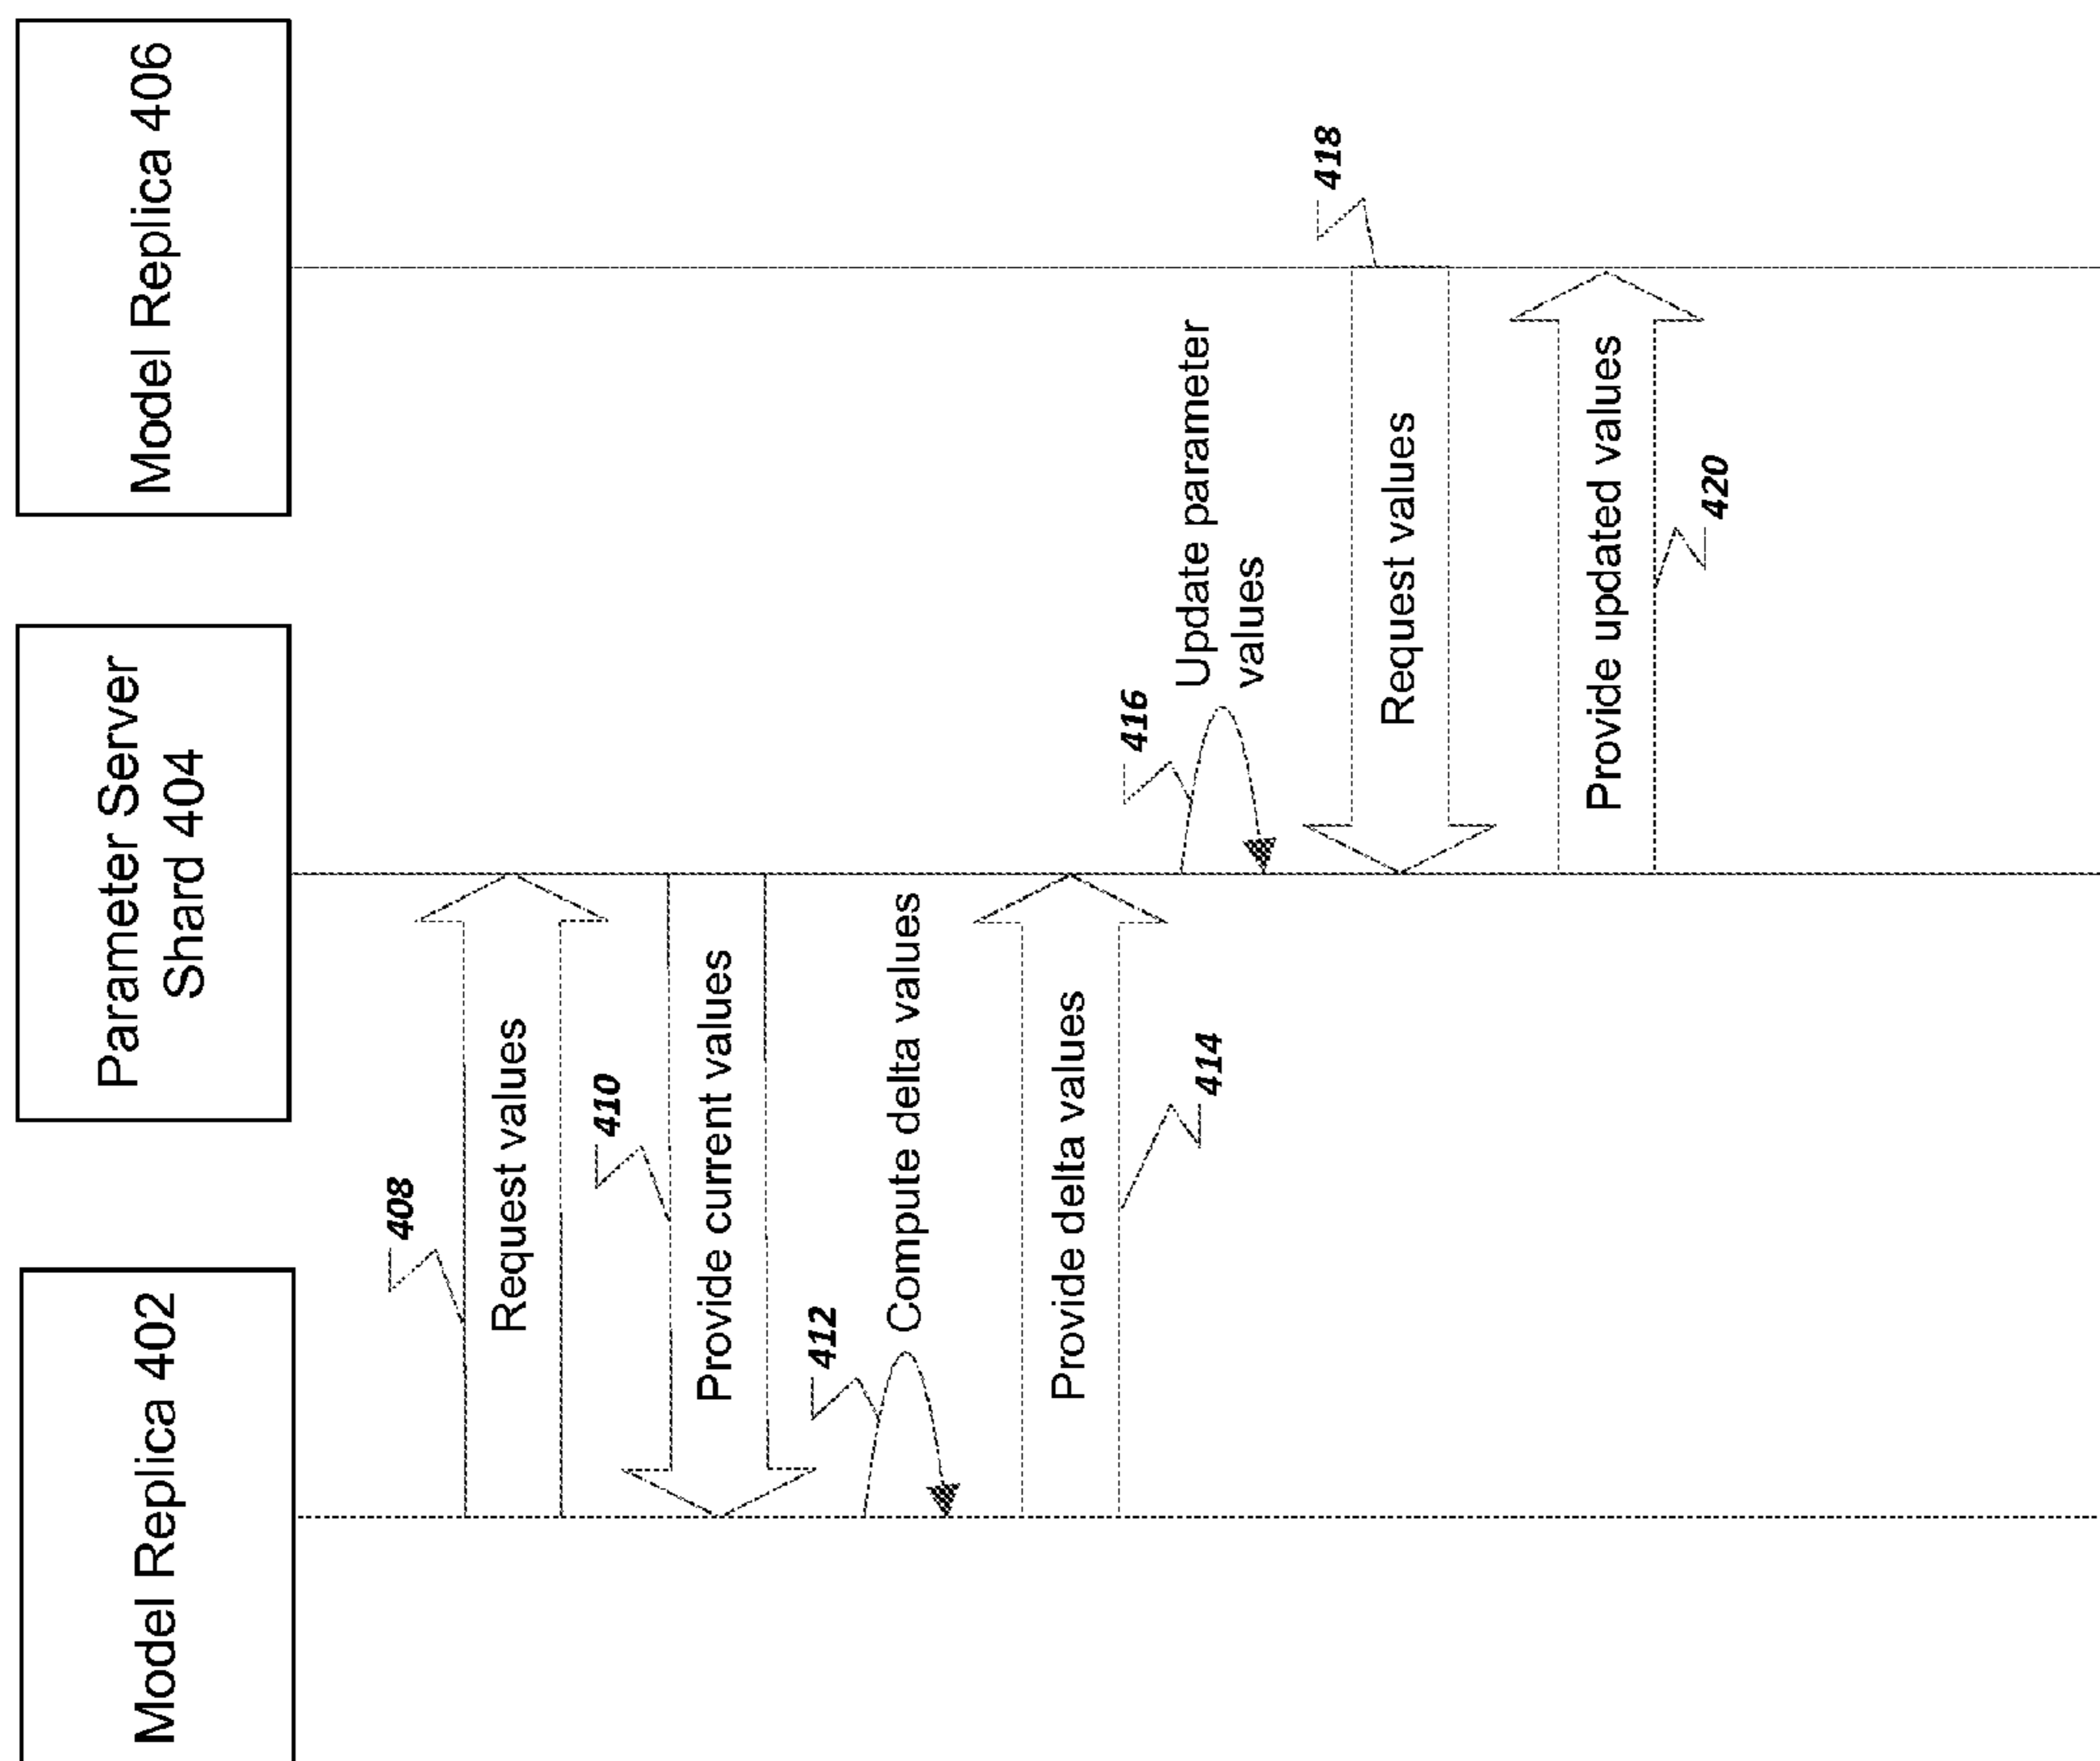 Model Replica 402
Parameter Server
Shard 404
Model Replica 406
408
Request values
410
Provide current values
412
Compute delta values
Provide delta values
414
416
Update parameter
values
418
Request values
Provide updated values
420